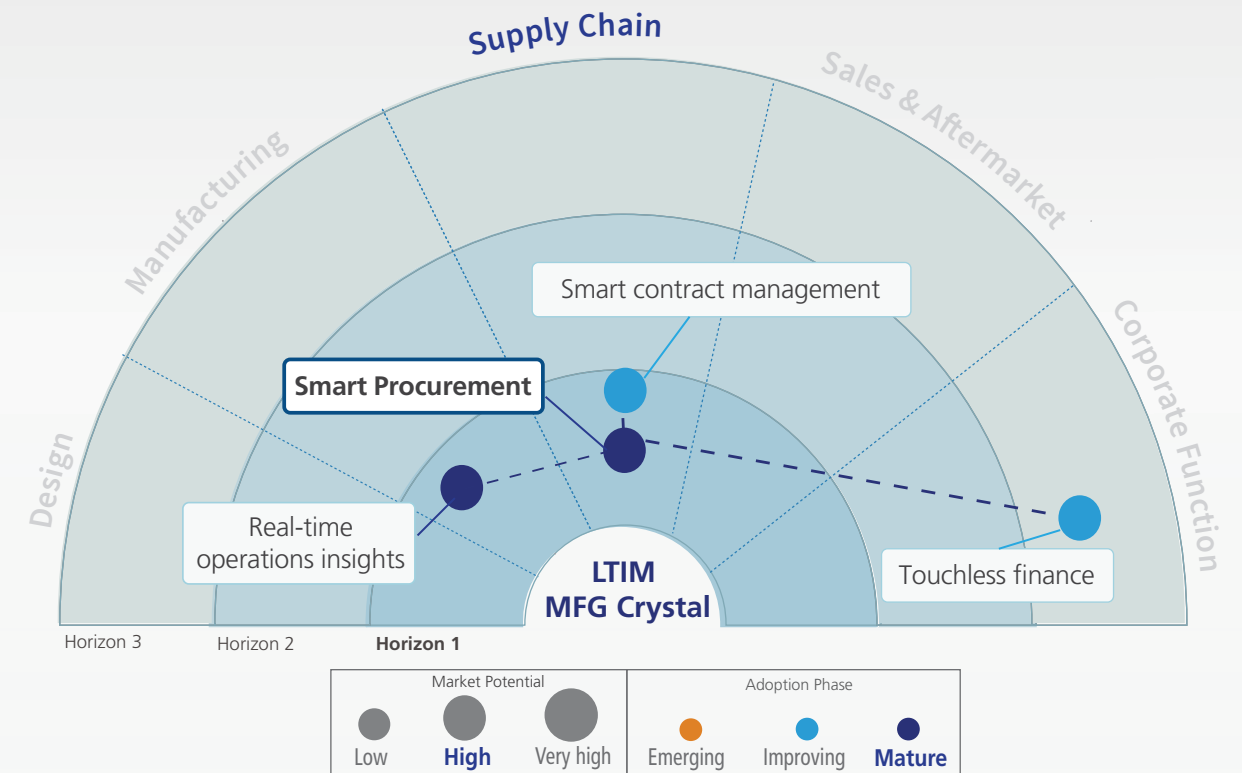 Supply Chain
Sales & Aftermarket
Manufacturing
Corporate Function
Design
Smart contract management
Smart Procurement
Real-time
operations insights
Touchless finance
LTIM
MFG Crystal
Horizon 3
Horizon 2
Horizon 1
Market Potential
Low
High
Very high
Adoption Phase
Emerging
Improving
Mature